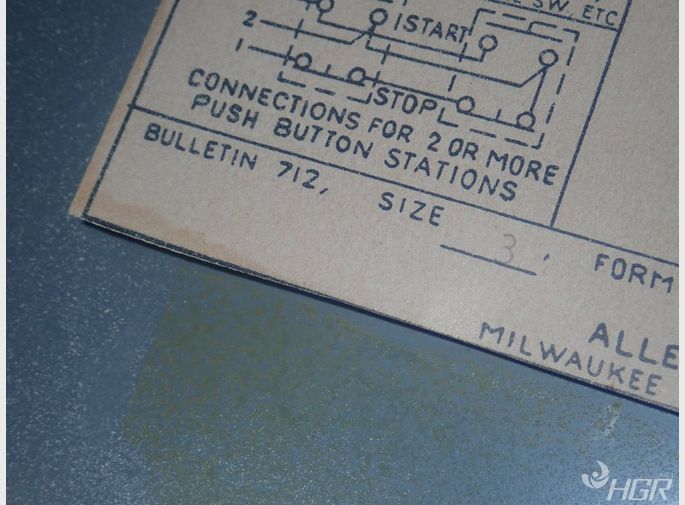 SW, ETC
2
START
1
STOP
CONNECTIONS FOR 2 OR MORE
PUSH BUTTON STATIONS
BULLETIN 712, SIZE 3, FORM
ALLE
MILWAUKEE
HGR